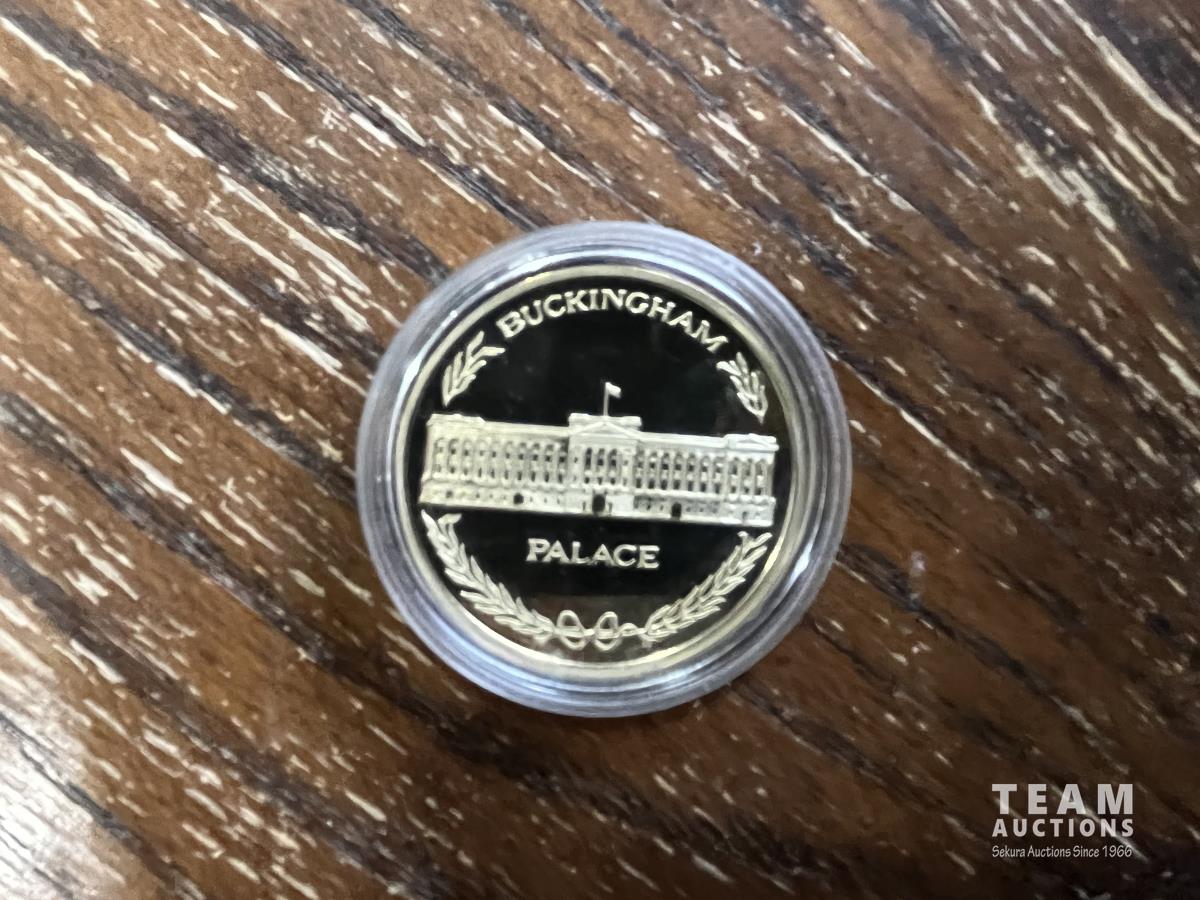 BUCKINGHAM
PALACE
TEAM
AUCTIONS
Sekura Auctions Since 1966